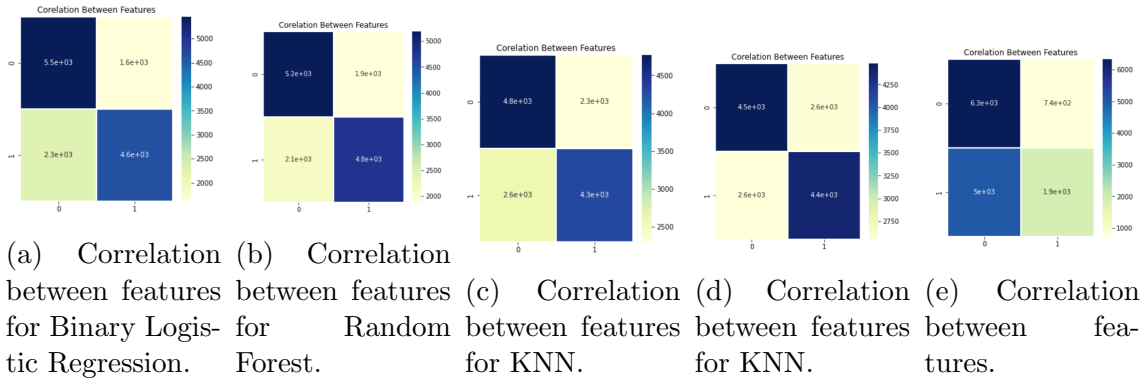 Corelation Between Features
5.5e+03 1.6e+03
2.3e+03 4.6e+03
0 1
0 1
5000
4500
4000
3500
3000
2500
2000
(a) Correlation
between features
for Binary Logis-
tic Regression.
Corelation Between Features
5.2e+03 1.9e+03
2.1e+03 4.8e+03
0 1
0 1
5000
4500
4000
3500
3000
2500
2000
(b) Correlation
between features
for Random
Forest.
Corelation Between Features
4.8e+03 2.3e+03
2.6e+03 4.3e+03
0 1
0 1
4500
4000
3500
3000
2500
(c) Correlation
between features
for KNN.
Corelation Between Features
4.5e+03 2.6e+03
2.6e+03 4.4e+03
0 1
0 1
4250
4000
3750
3500
3250
3000
2750
(d) Correlation
between features
for KNN.
Corelation Between Features
6.3e+03 7.4e+02
5e+03 1.9e+03
0 1
0 1
6000
5000
4000
3000
2000
1000
(e) Correlation
between fea-
tures.